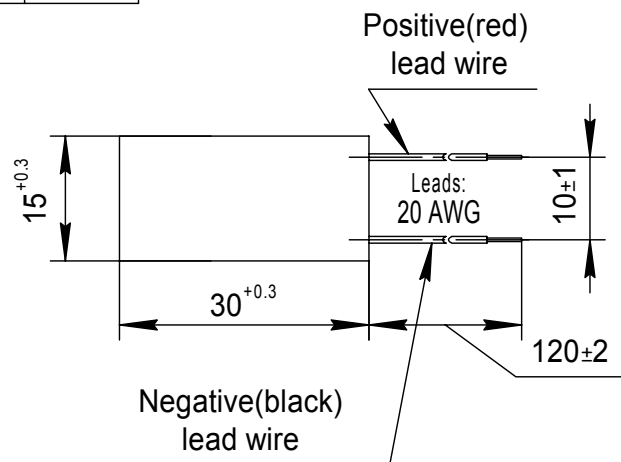 Positive(red)
lead wire
15+0.3
Leads:
20 AWG
10±1
30+0.3
120±2
Negative(black)
lead wire